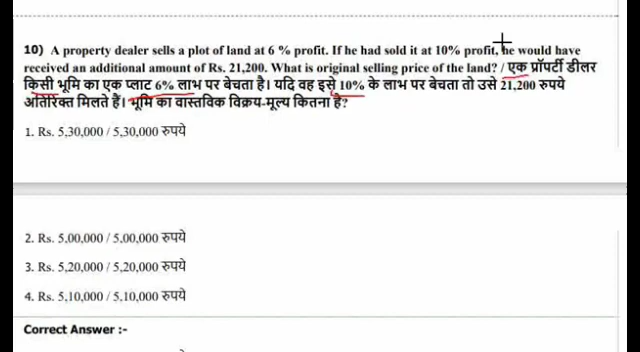 10) A property dealer sells a plot of land at 6 % profit. If he had sold it at 10% profit, he would have
received an additional amount of Rs. 21,200. What is original selling price of the land? / एक प्रॉपर्टी डीलर
किसी भूमि का एक प्लाट 6% लाभ पर बेचता है। यदि वह इसे 10% के लाभ पर बेचता तो उसे 21,200 रुपये
अतिरिक्त मिलते हैं। भूमि का वास्तविक विक्रय-मूल्य कितना है?
1. Rs. 5,30,000 / 5,30,000 रुपये
2. Rs. 5,00,000 / 5,00,000 रुपये
3. Rs. 5,20,000 / 5,20,000 रुपये
4. Rs. 5,10,000 / 5,10,000 रुपये
Correct Answer :-